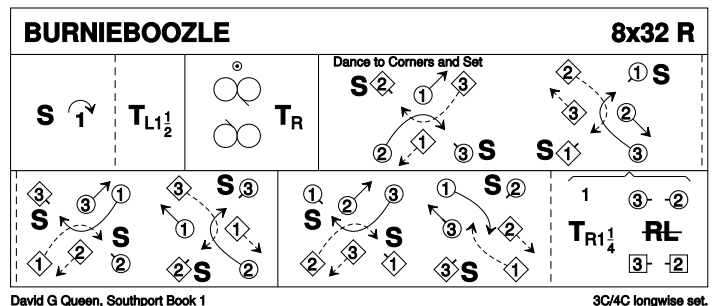 BURNIEBOOZLE 8x32 R
Dance to Corners and Set
S 1 TL1½ TR
S 2 1 3 2 1 3 S
2 1 S 3 2 S 1 3
3 S 3 1 S 1 2 2
3 S 3 1 1 2 S 2
1 S 2 3 2 3 S 1
1 S 2 3 2 3 S 1
1 TR1¼ 3 2 RL 3 2
David G Queen, Southport Book 1 3C/4C longwise set.